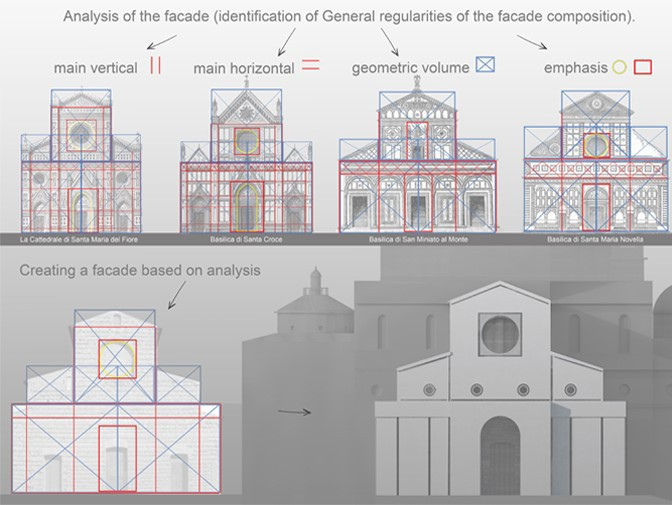 Analysis of the facade (identification of General regularities of the facade composition).
main vertical
main horizontal
geometric volume
emphasis
La Cattedrale di Santa Maria del Fiore
Basilica di Santa Croce
Basilica di San Miniato al Monte
Basilica di Santa Maria Novella
Creating a facade based on analysis